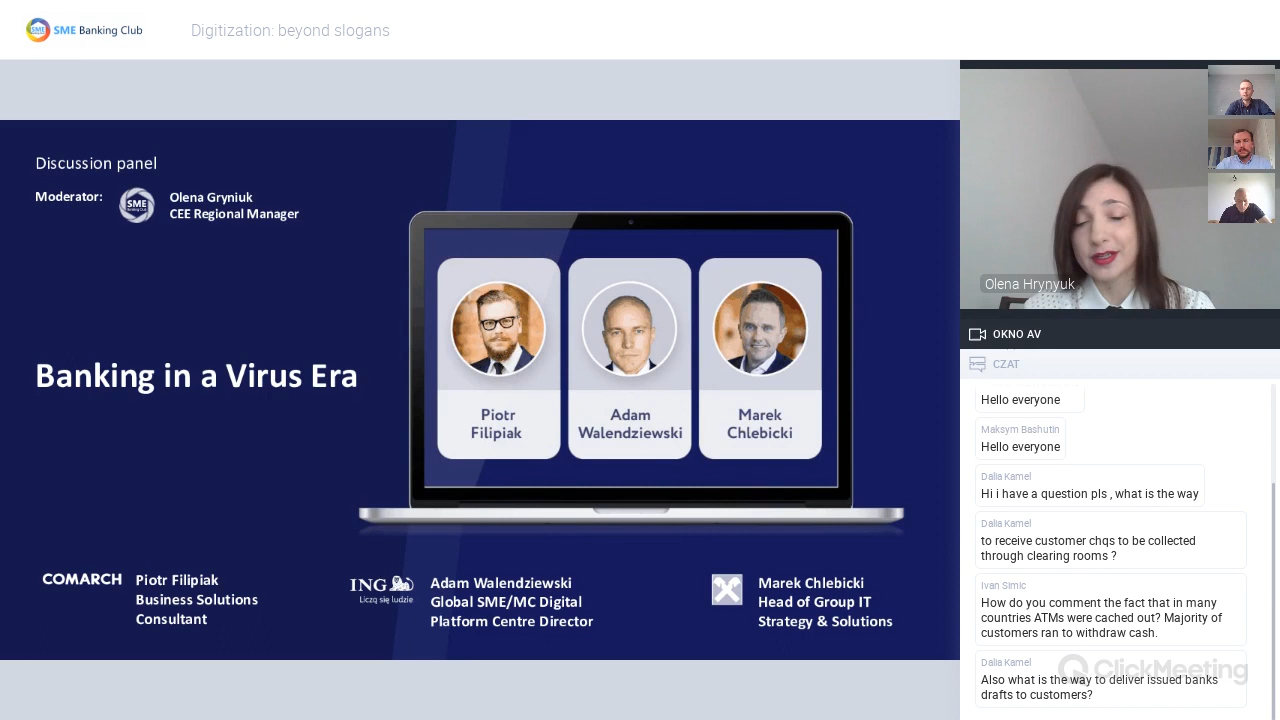 SME
SME Banking Club
Digitization: beyond slogans
Discussion panel
Moderator:
SME
Banking Club
Olena Gryniuk
CEE Regional Manager
Banking in a Virus Era
Piotr
Filipiak
Adam
Walendziewski
Marek
Chlebicki
COMARCH
Piotr Filipiak
Business Solutions
Consultant
ING
Liczą się ludzie
Adam Walendziewski
Global SME/MC Digital
Platform Centre Director
Marek Chlebicki
Head of Group IT
Strategy & Solutions
Olena Hrynyuk
OKNO AV
CZAT
Hello everyone
Maksym Bashutin
Hello everyone
Dalia Kamel
Hi i have a question pls , what is the way
Dalia Kamel
to receive customer chqs to be collected
through clearing rooms ?
Ivan Simic
How do you comment the fact that in many
countries ATMs were cached out? Majority of
customers ran to withdraw cash.
Dalia Kamel
Also what is the way to deliver issued banks
drafts to customers?
ClickMeeting